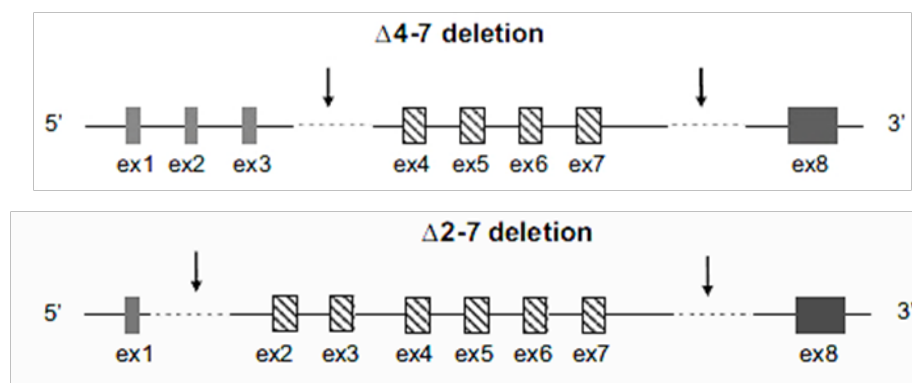 Δ4-7 deletion
5' 3'
ex1 ex2 ex3 ex4 ex5 ex6 ex7 ex8
Δ2-7 deletion
5' 3'
ex1 ex2 ex3 ex4 ex5 ex6 ex7 ex8